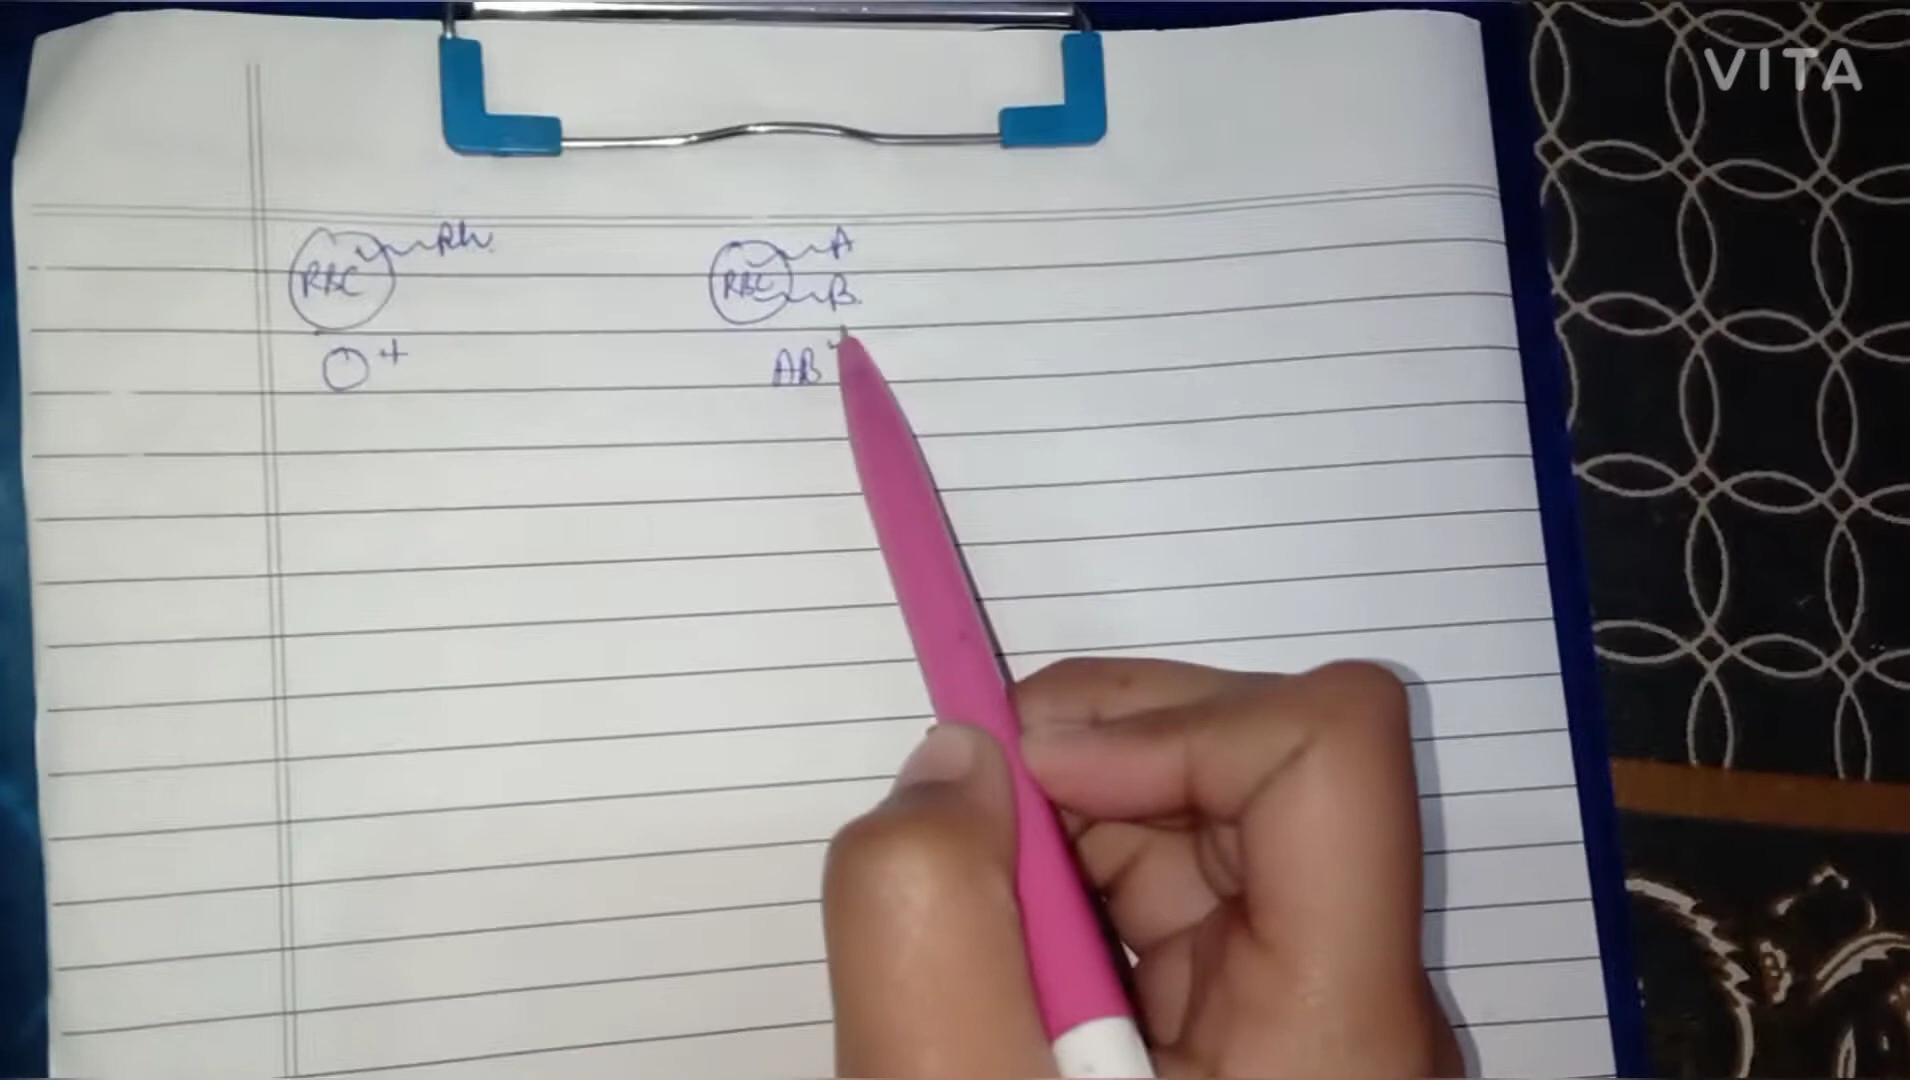 VITA
RBC Rh
RBC A
B
O+
AB